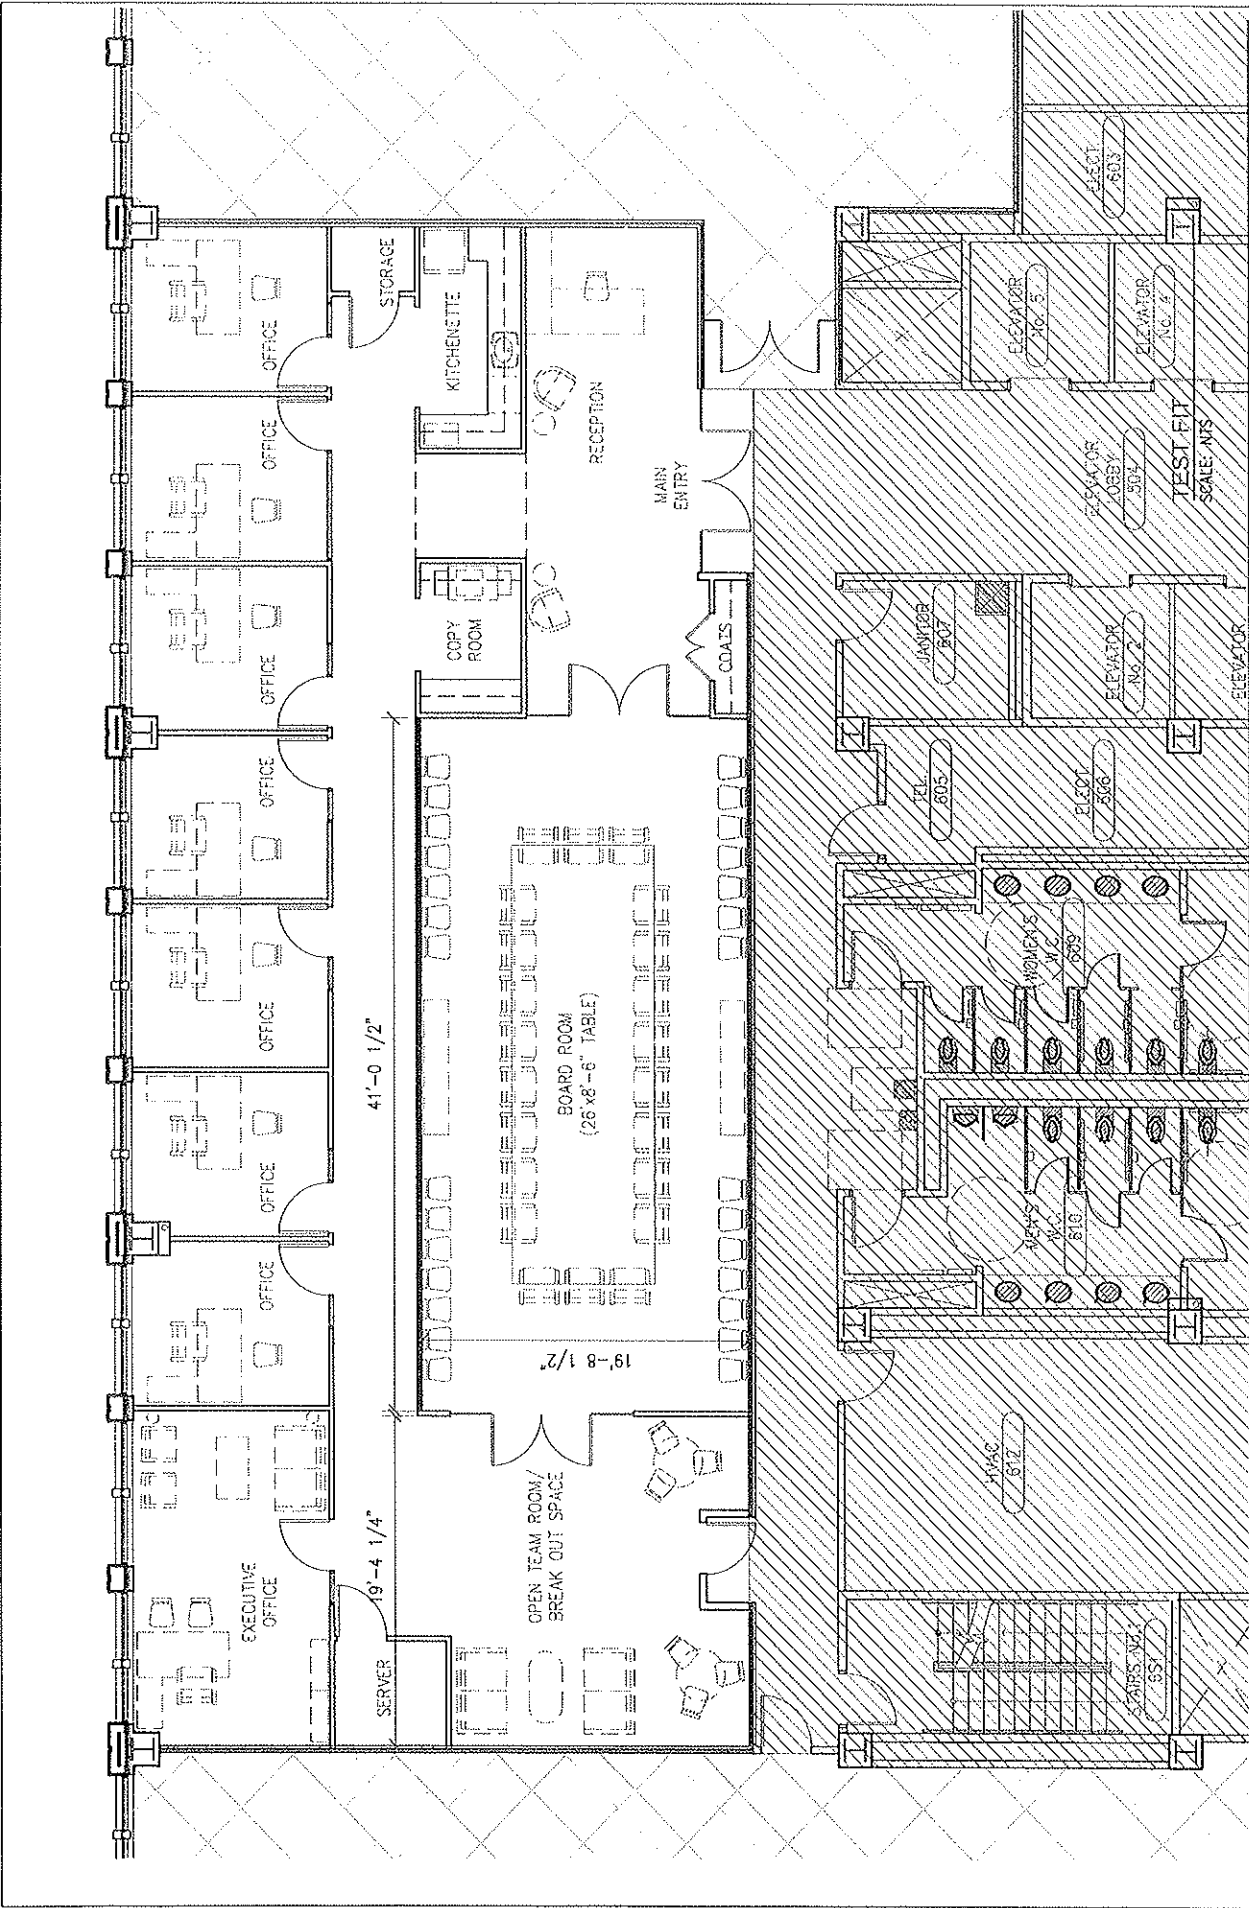 OFFICE
OFFICE
OFFICE
OFFICE
OFFICE
OFFICE
OFFICE
EXECUTIVE
OFFICE
STORAGE
KITCHENETTE
RECEPTION
MAIN
ENTRY
COPY
ROOM
COATS
41'-0 1/2"
BOARD ROOM
(26'x8'-6" TABLE)
19'-8 1/2"
19'-4 1/4"
OPEN TEAM ROOM/
BREAK OUT SPACE
SERVER
ELECT.
603
ELEVATOR
No. 5
ELEVATOR
No. 4
ELEVATOR
LOBBY
TEST FIT
SCALE: NTS
JANITOR
607
ELEVATOR
No. 2
ELEVATOR
TEL.
605
ELECT.
606
WOMEN'S
W.C.
609
MEN'S
W.C.
610
HVAC
612
STAIRS No.
6S1